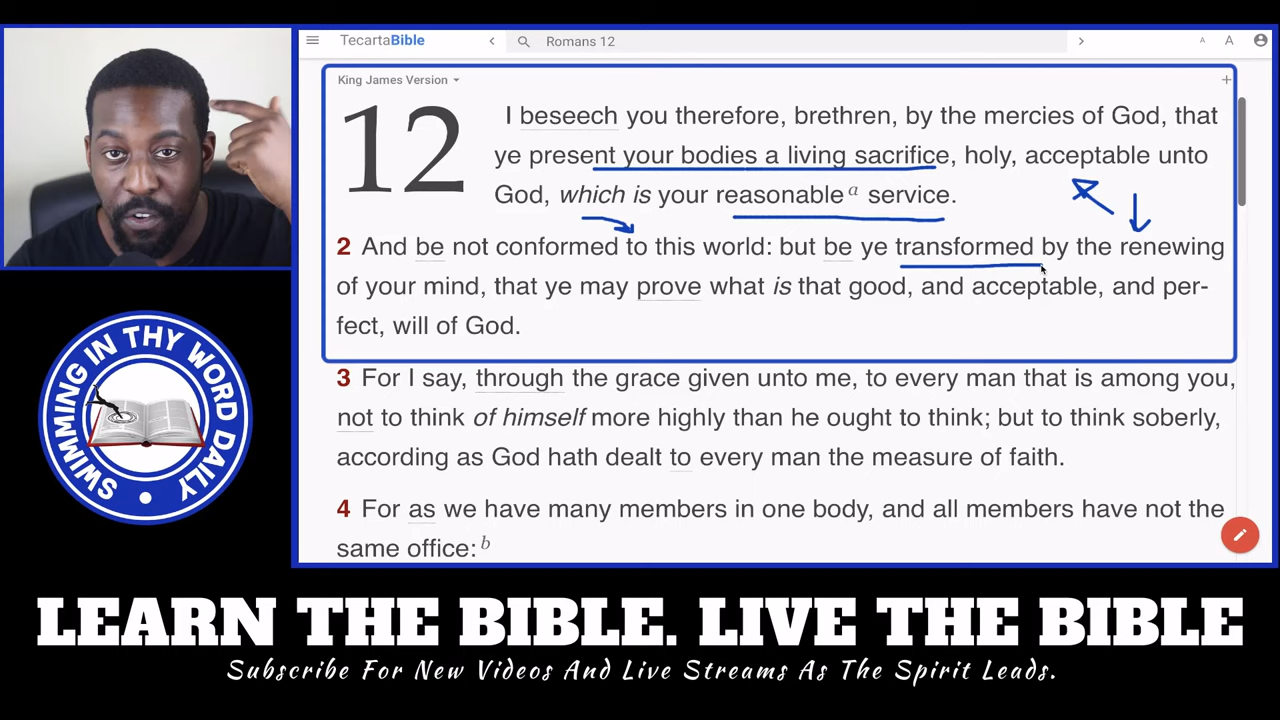 TecartaBible
Romans 12
A A
King James Version
12
I beseech you therefore, brethren, by the mercies of God, that
ye present your bodies a living sacrifice, holy, acceptable unto
God, which is your reasonable a service.
2 And be not conformed to this world: but be ye transformed by the renewing
of your mind, that ye may prove what is that good, and acceptable, and per-
fect, will of God.
3 For I say, through the grace given unto me, to every man that is among you,
not to think of himself more highly than he ought to think; but to think soberly,
according as God hath dealt to every man the measure of faith.
4 For as we have many members in one body, and all members have not the
same office: b
SWIMMING IN THY WORD DAILY
LEARN THE BIBLE. LIVE THE BIBLE
Subscribe For New Videos And Live Streams As The Spirit Leads.